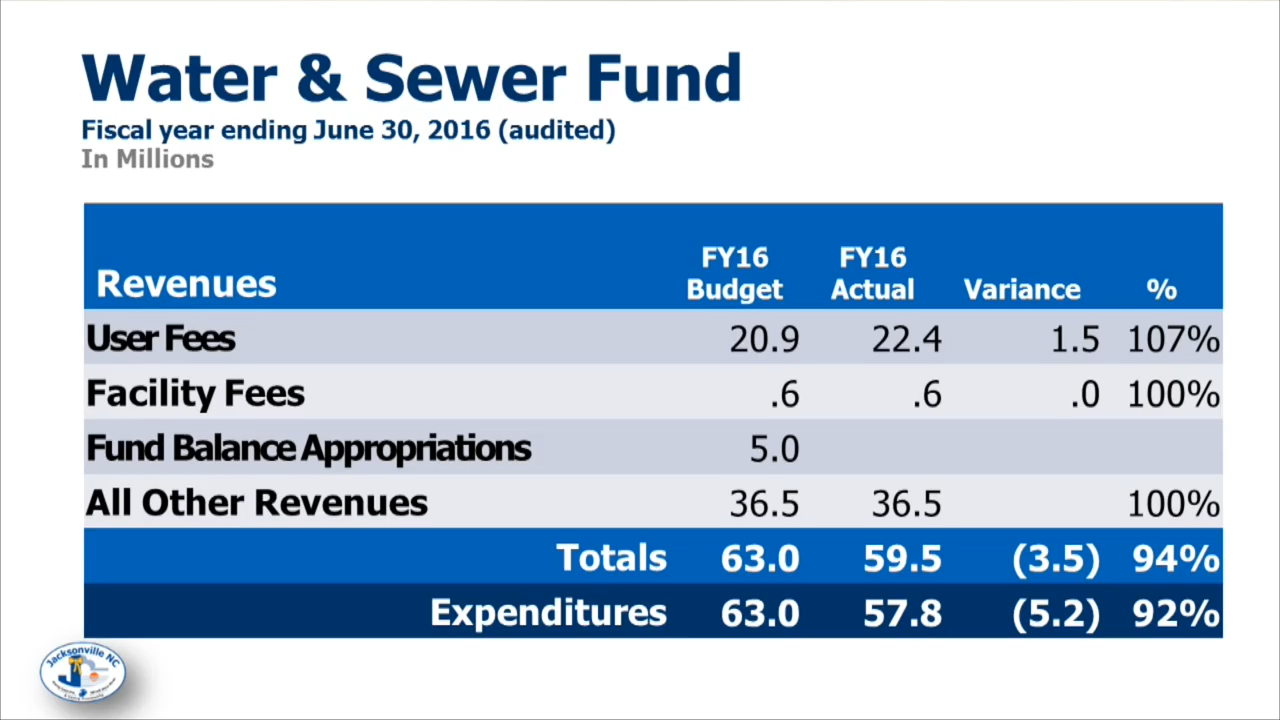 Water & Sewer Fund
Fiscal year ending June 30, 2016 (audited)
In Millions
Revenues FY16 Budget FY16 Actual Variance %
User Fees 20.9 22.4 1.5 107%
Facility Fees .6 .6 .0 100%
Fund Balance Appropriations 5.0
All Other Revenues 36.5 36.5 100%
Totals 63.0 59.5 (3.5) 94%
Expenditures 63.0 57.8 (5.2) 92%
Jacksonville NC